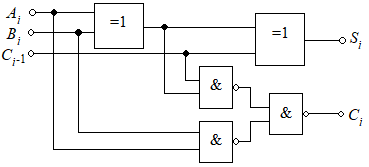 Aᵢ
Bᵢ
Cᵢ₋₁
=1
=1
Sᵢ
&
&
&
Cᵢ